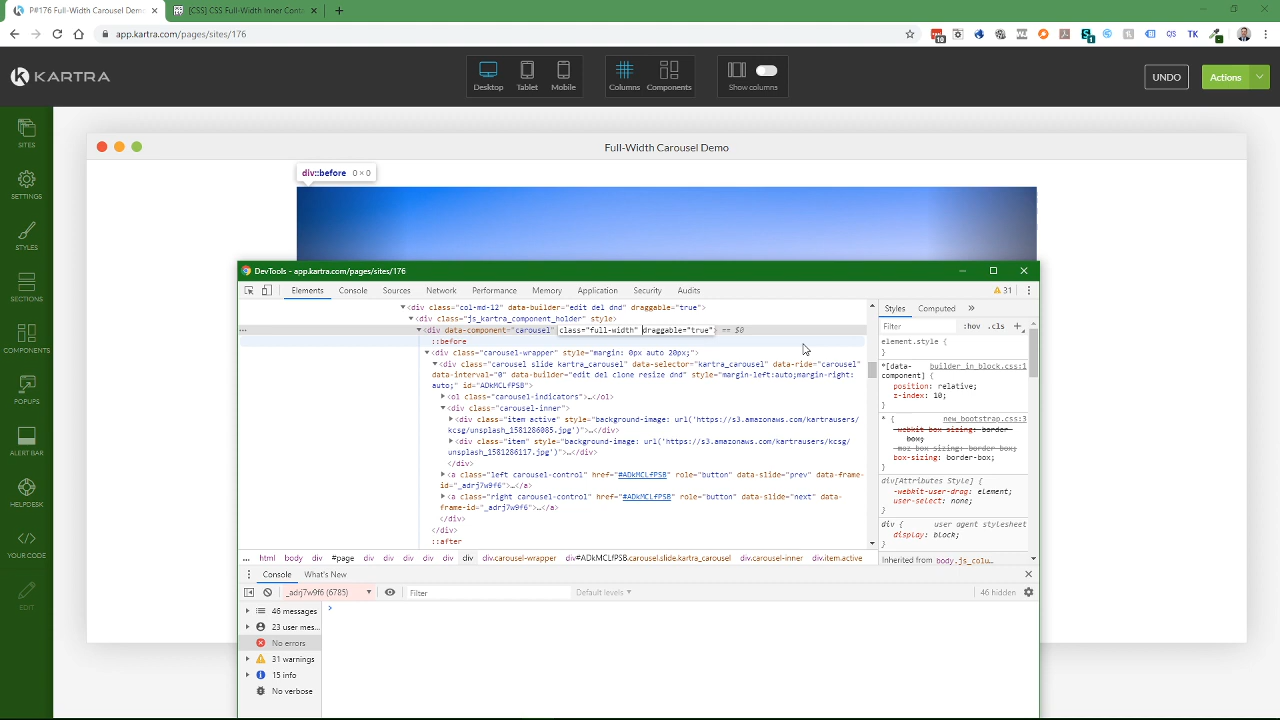 P#176 Full-Width Carousel Demo
[CSS] CSS Full-Width Inner Cont
app.kartra.com/pages/sites/176
10
1
QS
TK
KARTRA
Desktop
Tablet
Mobile
Columns
Components
Show columns
UNDO
Actions
SITES
SETTINGS
STYLES
SECTIONS
COMPONENTS
POPUPS
ALERT BAR
HELPDESK
YOUR CODE
EDIT
Full-Width Carousel Demo
div::before 0 × 0
DevTools - app.kartra.com/pages/sites/176
Elements
Console
Sources
Network
Performance
Memory
Application
Security
Audits
31
<div class="col-md-12" data-builder="edit del dnd" draggable="true">
<div class="js_kartra_component_holder" style>
<div data-component="carousel" class="full-width" draggable="true"> == $0
::before
<div class="carousel-wrapper" style="margin: 0px auto 20px;">
<div class="carousel slide kartra_carousel" data-selector="kartra_carousel" data-ride="carousel"
data-interval="0" data-builder="edit del clone resize dnd" style="margin-left:auto;margin-right:
auto;" id="ADkMCLfPSB">
<ol class="carousel-indicators">…</ol>
<div class="carousel-inner">
<div class="item active" style="background-image: url('https://s3.amazonaws.com/kartrausers/
kcsg/unsplash_1581286085.jpg')">…</div>
<div class="item" style="background-image: url('https://s3.amazonaws.com/kartrausers/kcsg/
unsplash_1581286117.jpg')">…</div>
</div>
<a class="left carousel-control" href="#ADkMCLfPSB" role="button" data-slide="prev" data-frame-
id="_adrj7w9f6">…</a>
<a class="right carousel-control" href="#ADkMCLfPSB" role="button" data-slide="next" data-
frame-id="_adrj7w9f6">…</a>
</div>
</div>
::after
... html body div #page div div div div div div.carousel-wrapper div#ADkMCLfPSB.carousel.slide.kartra_carousel div.carousel-inner div.item.active
Styles
Computed
»
Filter
:hov .cls +
element.style {
}
*[data- builder_in_block.css:1
component] {
position: relative;
z-index: 10;
}
* { new_bootstrap.css:3
-webkit-box-sizing: border-
box;
-moz-box-sizing: border-box;
box-sizing: border-box;
}
div[Attributes Style] {
-webkit-user-drag: element;
user-select: none;
}
div { user agent stylesheet
display: block;
}
Inherited from body.js_colu…
Console
What's New
_adrj7w9f6 (6785)
Filter
Default levels
46 hidden
46 messages
23 user mes…
No errors
31 warnings
15 info
No verbose